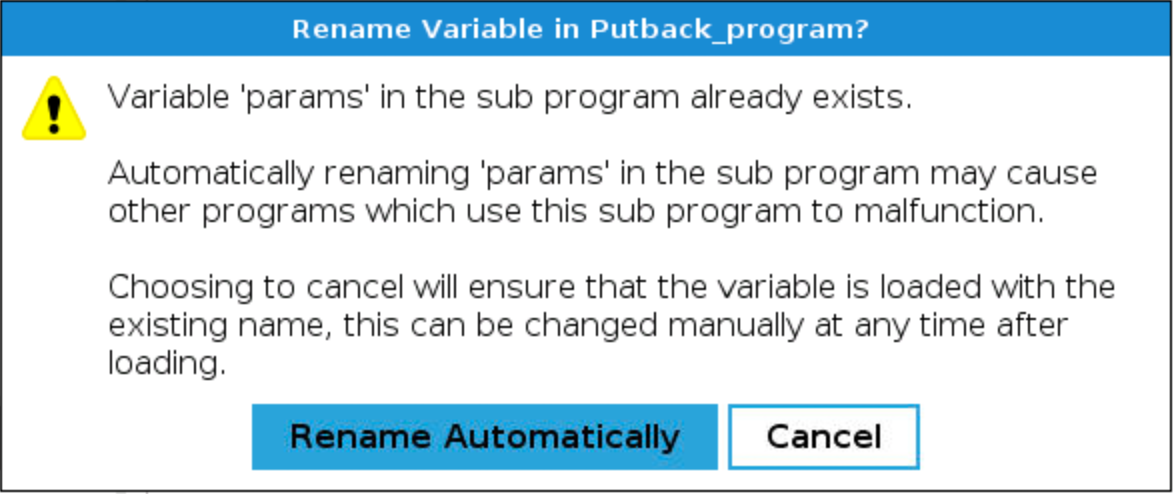 Rename Variable in Putback_program?
Variable 'params' in the sub program already exists.
Automatically renaming 'params' in the sub program may cause
other programs which use this sub program to malfunction.
Choosing to cancel will ensure that the variable is loaded with the
existing name, this can be changed manually at any time after
loading.
Rename Automatically
Cancel